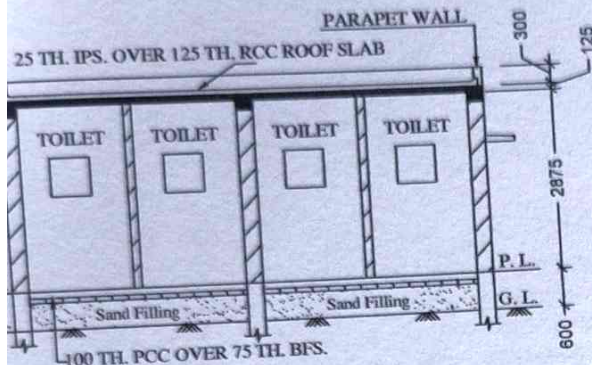 PARAPET WALL
300
125
25 TH. IPS. OVER 125 TH. RCC ROOF SLAB
TOILET TOILET TOILET TOILET
2875
P. L.
G. L.
Sand Filling Sand Filling
600
100 TH. PCC OVER 75 TH. BFS.